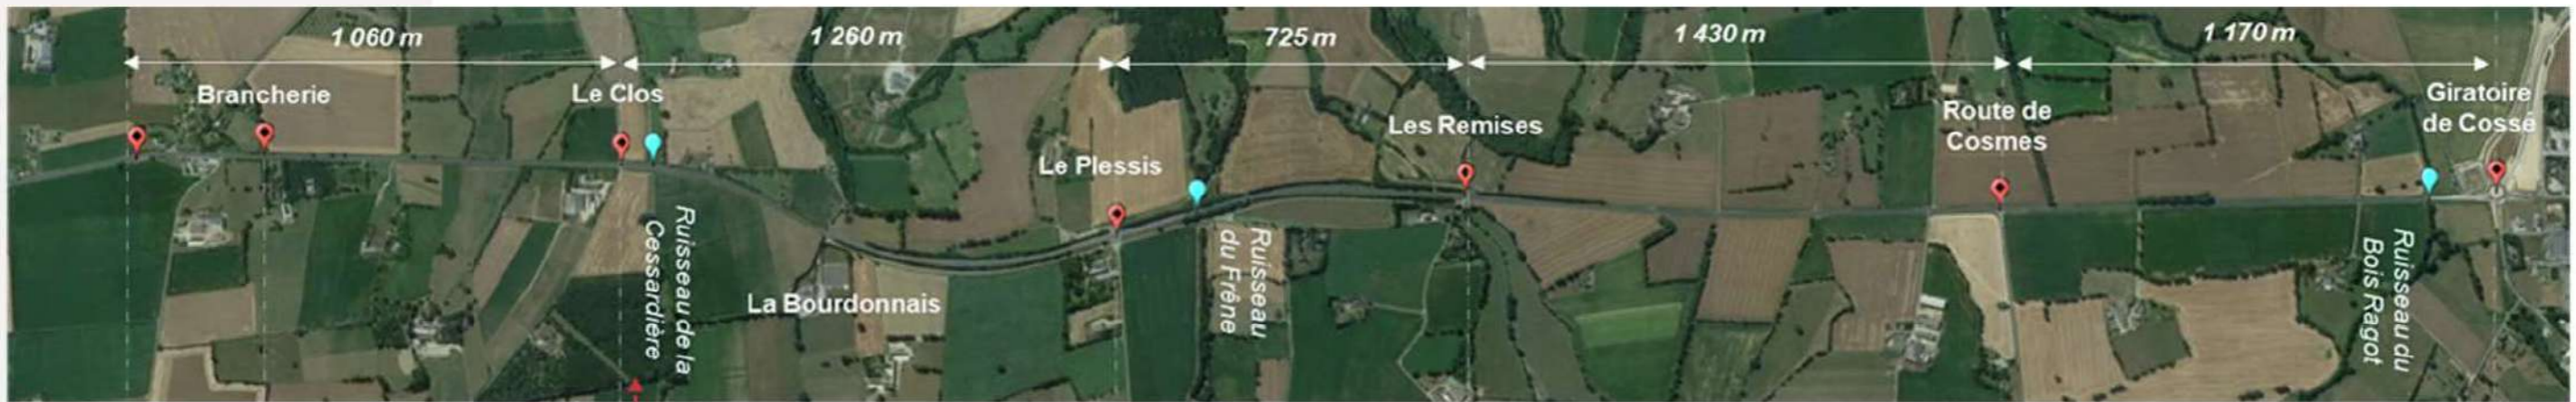 1 060 m
1 260 m
725 m
1 430 m
1 170 m
Brancherie
Le Clos
Giratoire
de Cossé
Les Remises
Route de
Cosmes
Le Plessis
La Bourdonnais
Ruisseau de la
Cessardière
Ruisseau
du Frêne
Ruisseau du
Bois Ragot